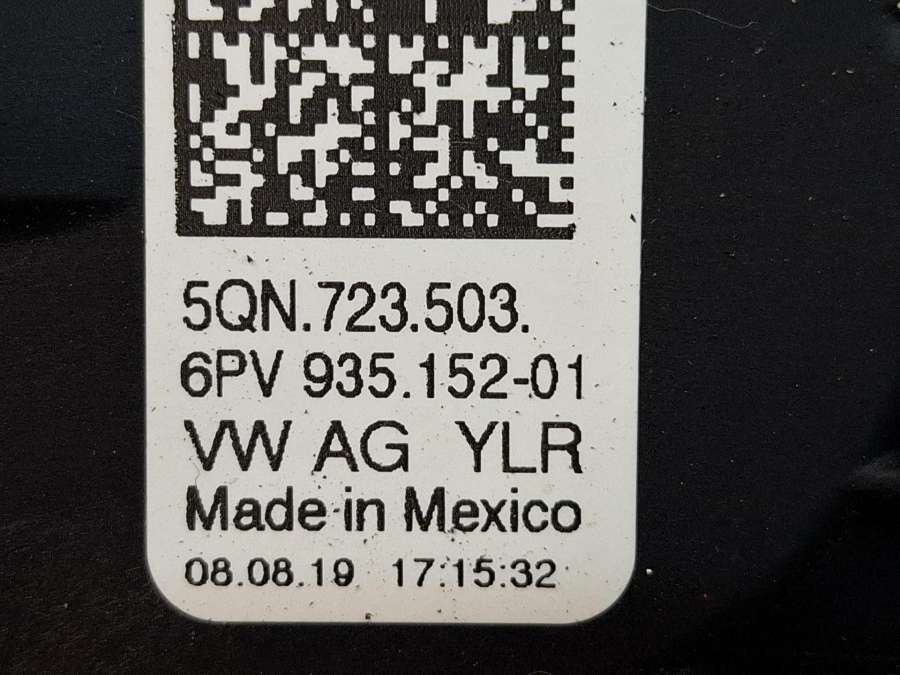 5QN.723.503.
6PV 935.152-01
VW AG YLR
Made in Mexico
08.08.19 17:15:32